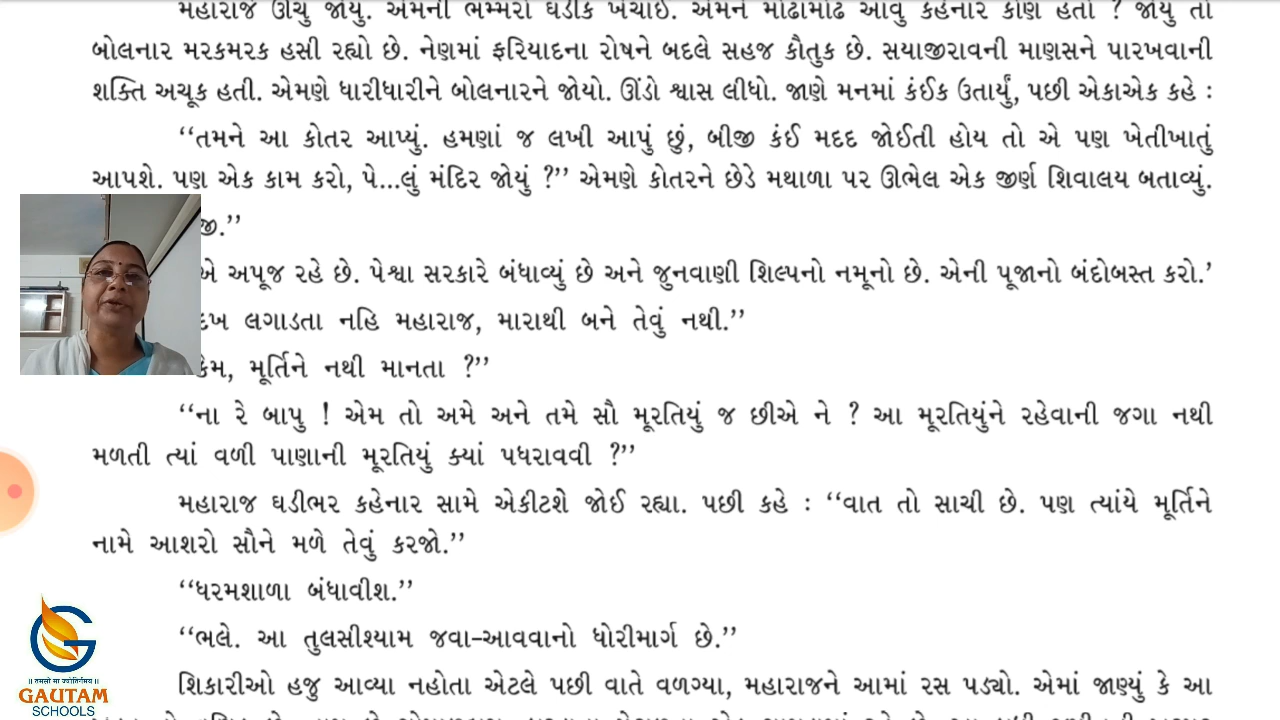 મહારાજે ઊંચું જોયું. એમની ભમ્મરો ઘડીક ખેંચાઈ. એમને મોઢામોઢ આવું કહેનાર કોણ હતો ? જોયું તો
બોલનાર મરકમરક હસી રહ્યો છે. નેણમાં ફરિયાદના રોષને બદલે સહજ કૌતુક છે. સયાજીરાવની માણસને પારખવાની
શક્તિ અચૂક હતી. એમણે ધારીધારીને બોલનારને જોયો. ઊંડો શ્વાસ લીધો. જાણે મનમાં કંઈક ઉતાર્યું, પછી એકાએક કહે :
‘‘તમને આ કોતર આપ્યું. હમણાં જ લખી આપું છું, બીજી કંઈ મદદ જોઈતી હોય તો એ પણ ખેતીખાતું
આપશે. પણ એક કામ કરો, પે...લું મંદિર જોયું ?’’ એમણે કોતરને છેડે મથાળા પર ઊભેલ એક જીર્ણ શિવાલય બતાવ્યું.
જી.’’
એ અપૂજ રહે છે. પેશ્વા સરકારે બંધાવ્યું છે અને જુનવાણી શિલ્પનો નમૂનો છે. એની પૂજાનો બંદોબસ્ત કરો.’
દખ લગાડતા નહિ મહારાજ, મારાથી બને તેવું નથી.’’
કેમ, મૂર્તિને નથી માનતા ?’’
‘‘ના રે બાપુ ! એમ તો અમે અને તમે સૌ મૂરતિયું જ છીએ ને ? આ મૂરતિયુંને રહેવાની જગા નથી
મળતી ત્યાં વળી પાણાની મૂરતિયું ક્યાં પધરાવવી ?’’
મહારાજ ઘડીભર કહેનાર સામે એકીટશે જોઈ રહ્યા. પછી કહે : ‘‘વાત તો સાચી છે. પણ ત્યાંયે મૂર્તિને
નામે આશરો સૌને મળે તેવું કરજો.’’
‘‘ધરમશાળા બંધાવીશ.’’
‘‘ભલે. આ તુલસીશ્યામ જવા-આવવાનો ધોરીમાર્ગ છે.’’
શિકારીઓ હજુ આવ્યા નહોતા એટલે પછી વાતે વળગ્યા, મહારાજને આમાં રસ પડ્યો. એમાં જાણ્યું કે આ
॥ તમસો મા જ્યોતિર્ગમય ॥
GAUTAM
SCHOOLS